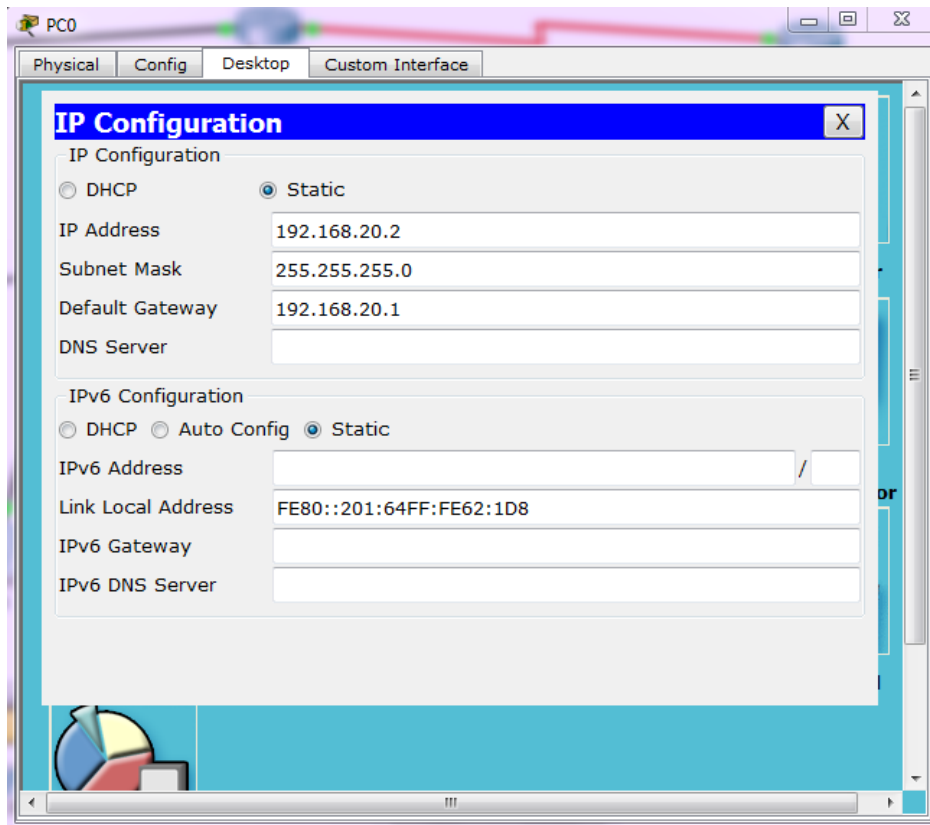 PC0
Physical Config Desktop Custom Interface
IP Configuration X
IP Configuration
DHCP Static
IP Address 192.168.20.2
Subnet Mask 255.255.255.0
Default Gateway 192.168.20.1
DNS Server
IPv6 Configuration
DHCP Auto Config Static
IPv6 Address /
Link Local Address FE80::201:64FF:FE62:1D8
IPv6 Gateway
or
IPv6 DNS Server